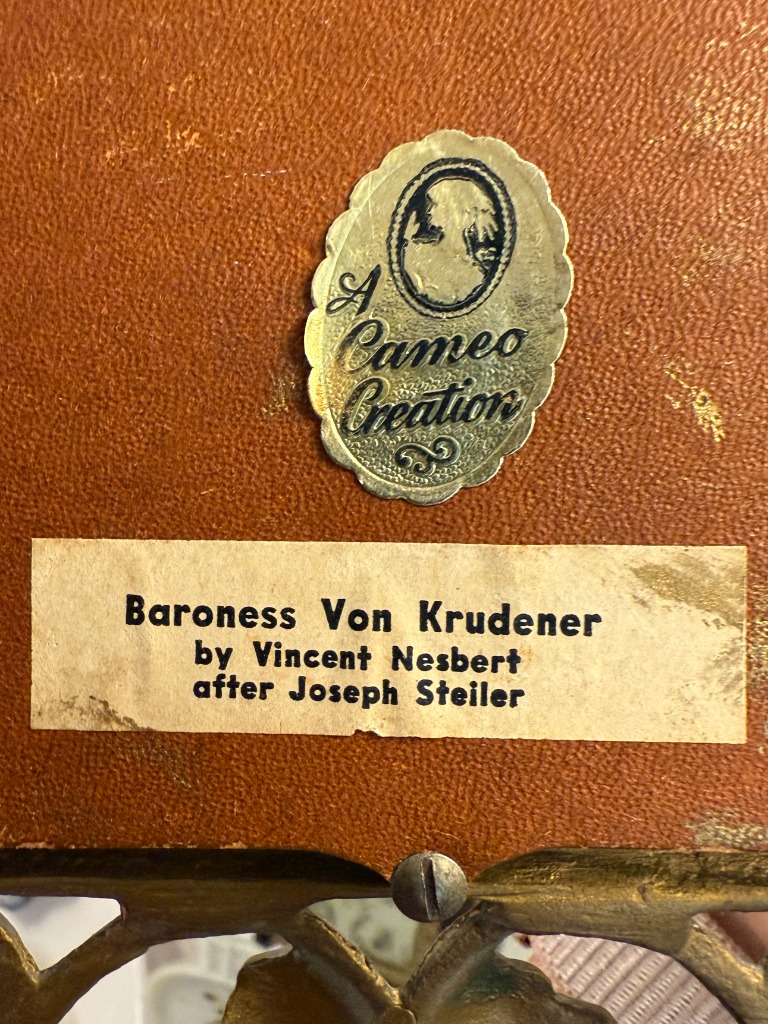 A
Cameo
Creation
Baroness Von Krudener
by Vincent Nesbert
after Joseph Steiler